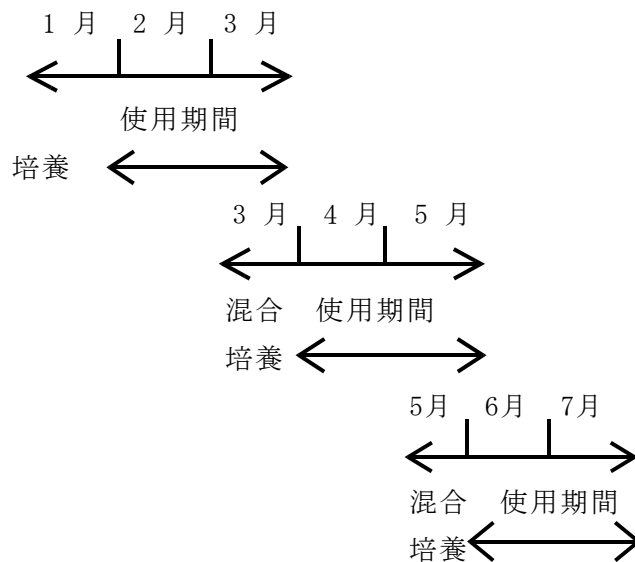 1 月 2 月 3 月
使用期間
培養
3 月 4 月 5 月
混合 使用期間
培養
5月 6月 7月
混合 使用期間
培養